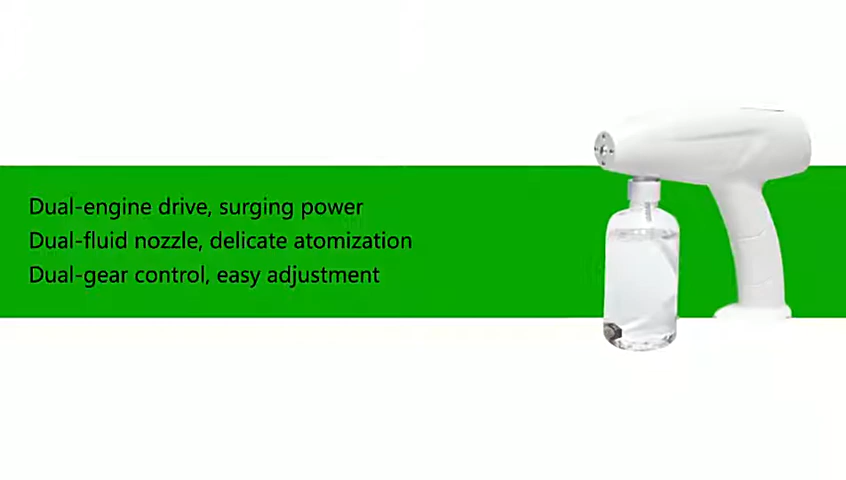 Dual-engine drive, surging power
Dual-fluid nozzle, delicate atomization
Dual-gear control, easy adjustment